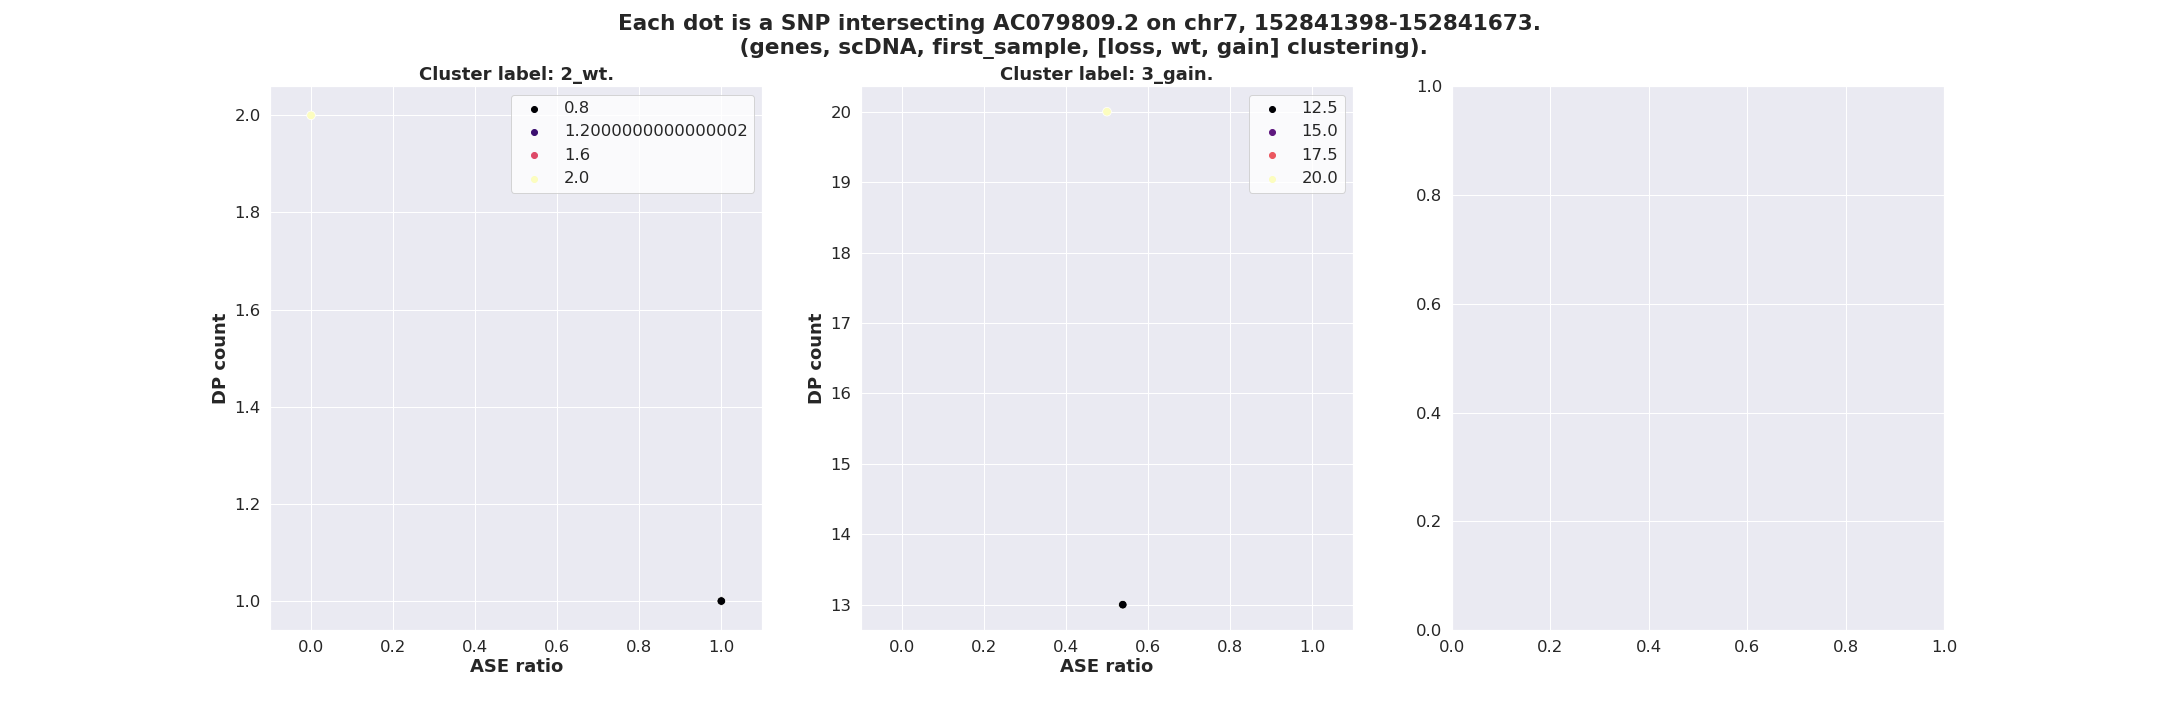 Each dot is a SNP intersecting AC079809.2 on chr7, 152841398-152841673.
(genes, scDNA, first_sample, [loss, wt, gain] clustering).
Cluster label: 2_wt.
DP count
2.0
1.8
1.6
1.4
1.2
1.0
0.8
1.2000000000000002
1.6
2.0
0.0 0.2 0.4 0.6 0.8 1.0
ASE ratio
Cluster label: 3_gain.
DP count
20
19
18
17
16
15
14
13
12.5
15.0
17.5
20.0
0.0 0.2 0.4 0.6 0.8 1.0
ASE ratio
1.0
0.8
0.6
0.4
0.2
0.0
0.0 0.2 0.4 0.6 0.8 1.0